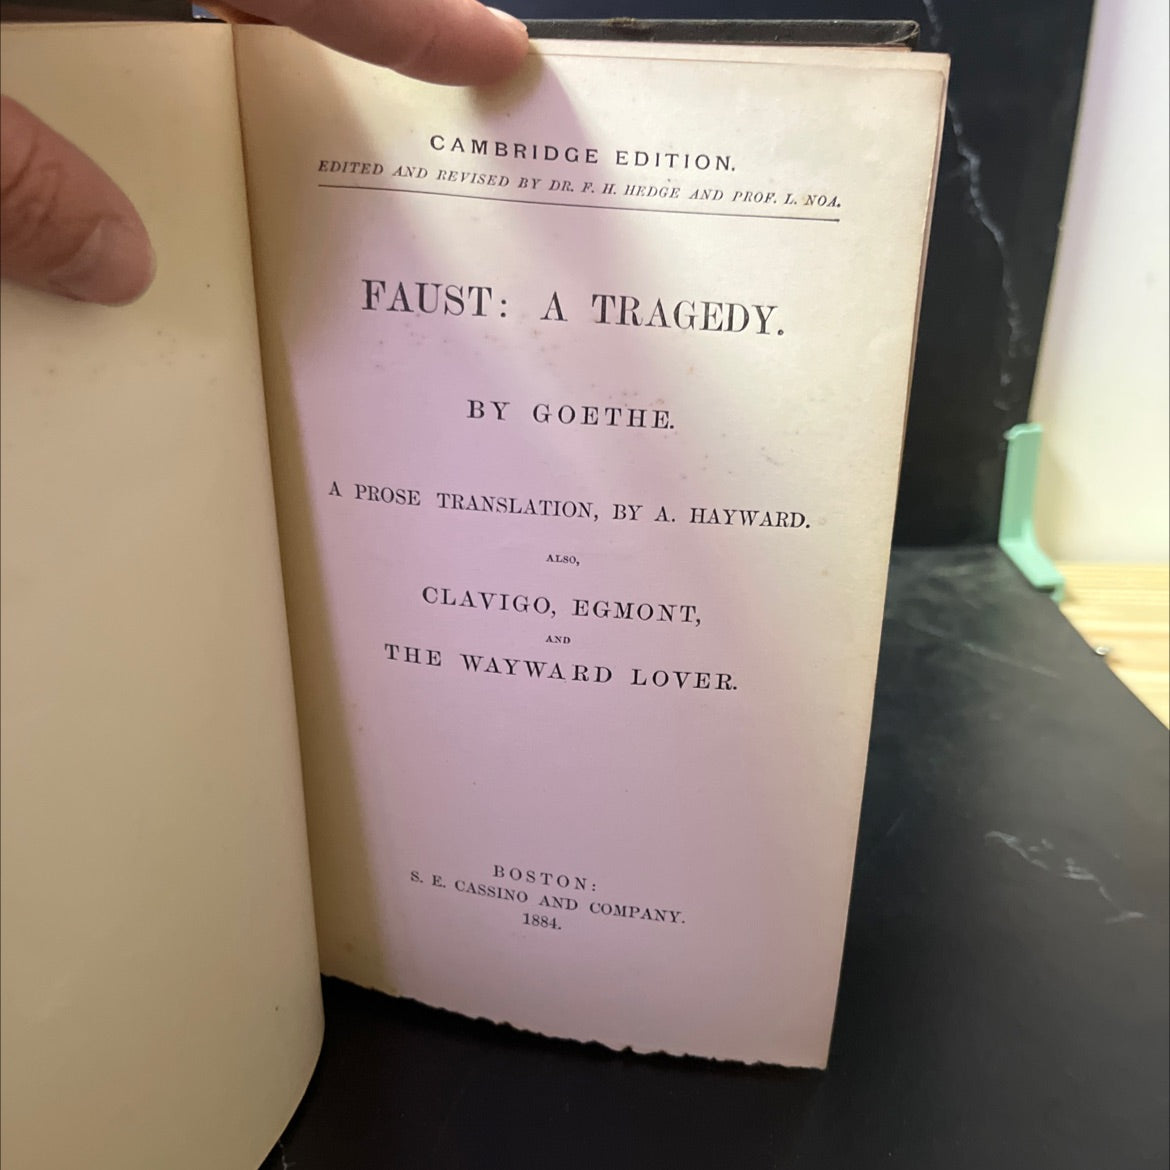 CAMBRIDGE EDITION.
EDITED AND REVISED BY DR. F. H. HEDGE AND PROF. L. NOA.
FAUST: A TRAGEDY.
BY GOETHE.
A PROSE TRANSLATION, BY A. HAYWARD.
ALSO,
CLAVIGO, EGMONT,
AND
THE WAYWARD LOVER.
BOSTON:
S. E. CASSINO AND COMPANY.
1884.